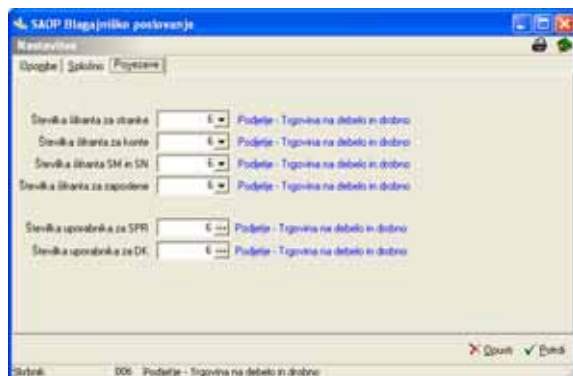 SAOP Blagajniško poslovanje
Nastavitve
Opombe Splošno Povezave
Številka šifranta za stranke 6 Podjetje - Trgovina na debelo in drobno
Številka šifranta za konte 6 Podjetje - Trgovina na debelo in drobno
Številka šifranta SM in SN 6 Podjetje - Trgovina na debelo in drobno
Številka šifranta za zaposlene 6 Podjetje - Trgovina na debelo in drobno
Številka uporabnika za SPR 6 ... Podjetje - Trgovina na debelo in drobno
Številka uporabnika za DK 6 ... Podjetje - Trgovina na debelo in drobno
Opusti Potrdi
Skrbnik 006 Podjetje - Trgovina na debelo in drobno